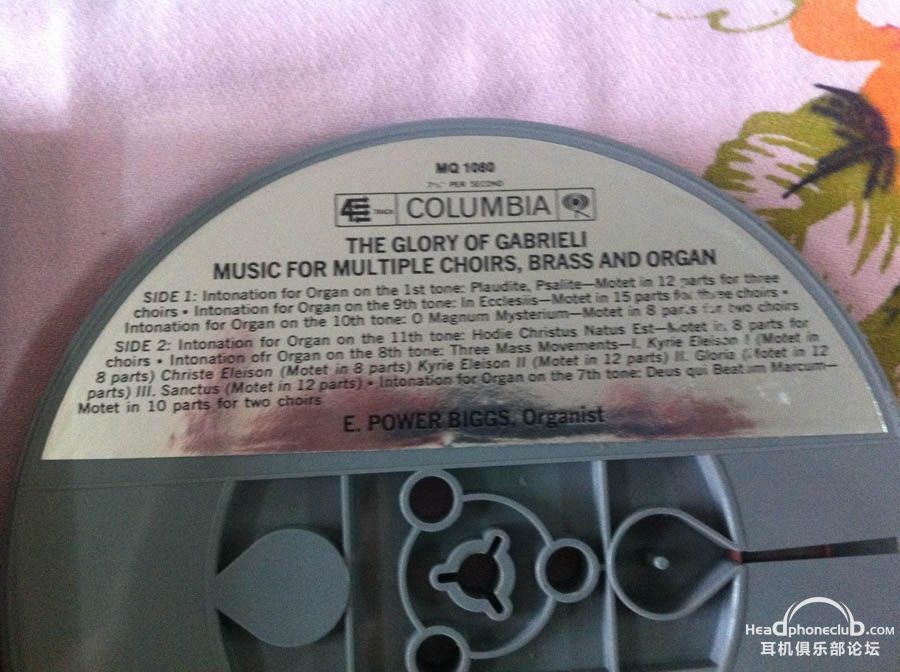 MQ 1080
7½" PER SECOND
4 TRACK COLUMBIA
THE GLORY OF GABRIELI
MUSIC FOR MULTIPLE CHOIRS, BRASS AND ORGAN
SIDE 1: Intonation for Organ on the 1st tone: Plaudite, Psalite—Motet in 12 parts for three
choirs • Intonation for Organ on the 9th tone: In Ecclesiis—Motet in 15 parts for three choirs •
Intonation for Organ on the 10th tone: O Magnum Mysterium—Motet in 8 parts for two choirs
SIDE 2: Intonation for Organ on the 11th tone: Hodie Christus Natus Est—Motet in 8 parts for
choirs • Intonation ofr Organ on the 8th tone: Three Mass Movements—I. Kyrie Eleison I (Motet in
8 parts) Christe Eleison (Motet in 8 parts) Kyrie Eleison II (Motet in 12 parts) II. Gloria (Motet in 12
parts) III. Sanctus (Motet in 12 parts) • Intonation for Organ on the 7th tone: Deus qui Beatum Marcum—
Motet in 10 parts for two choirs
E. POWER BIGGS, Organist
Headphoneclub.com
耳机俱乐部论坛